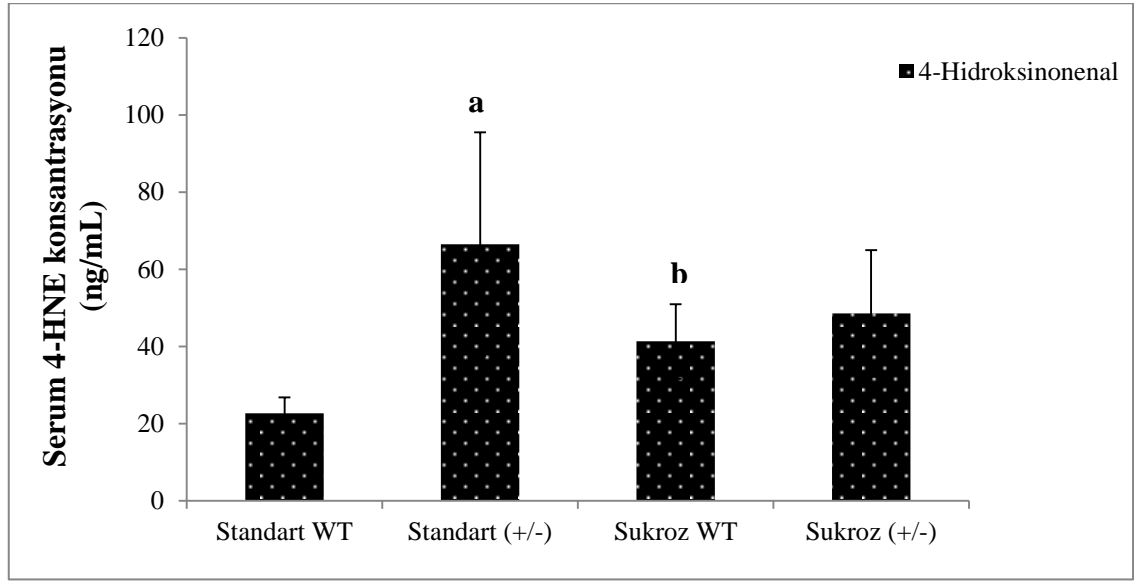 Serum 4-HNE konsantrasyonu
(ng/mL)
120
100
80
60
40
20
0
a
b
4-Hidroksinonenal
Standart WT
Standart (+/-)
Sukroz WT
Sukroz (+/-)